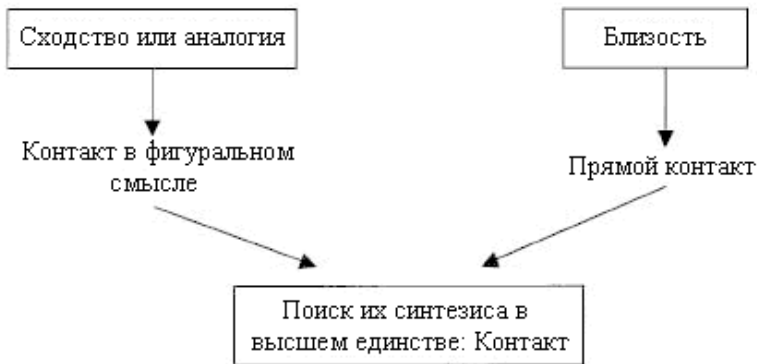 Сходство или аналогия
Близость
Контакт в фигуральном
смысле
Прямой контакт
Поиск их синтезиса в
высшем единстве: Контакт